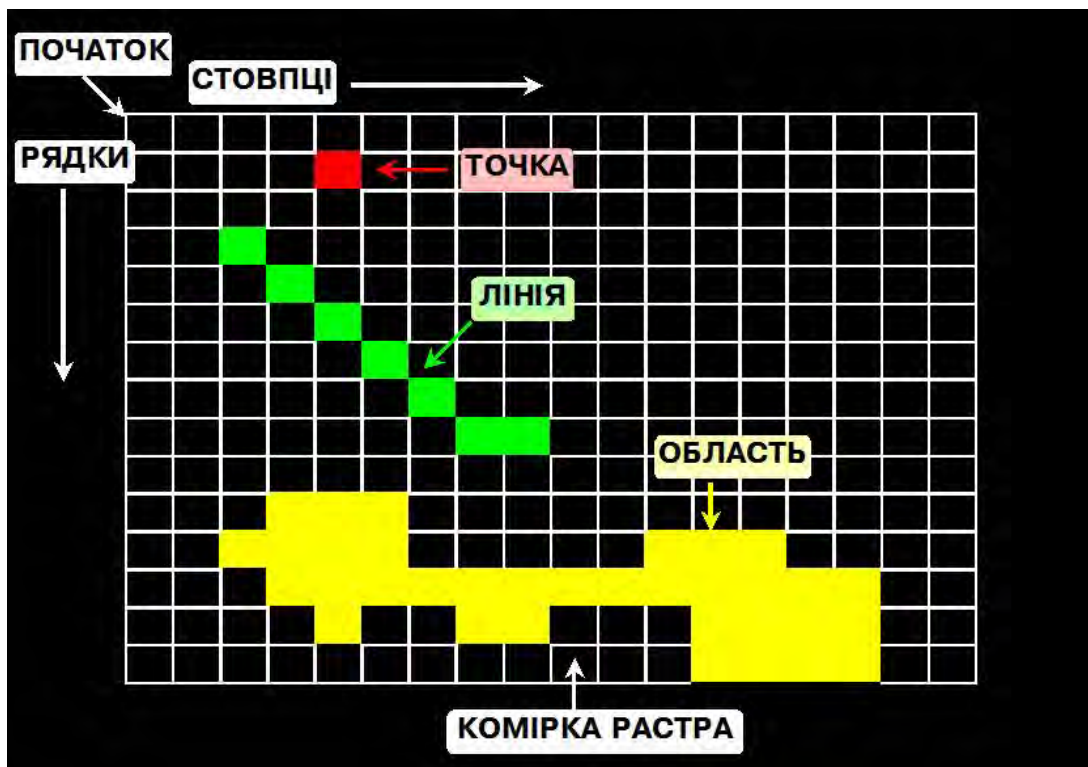 ПОЧАТОК
СТОВПЦІ
РЯДКИ
ТОЧКА
ЛІНІЯ
ОБЛАСТЬ
КОМІРКА РАСТРА